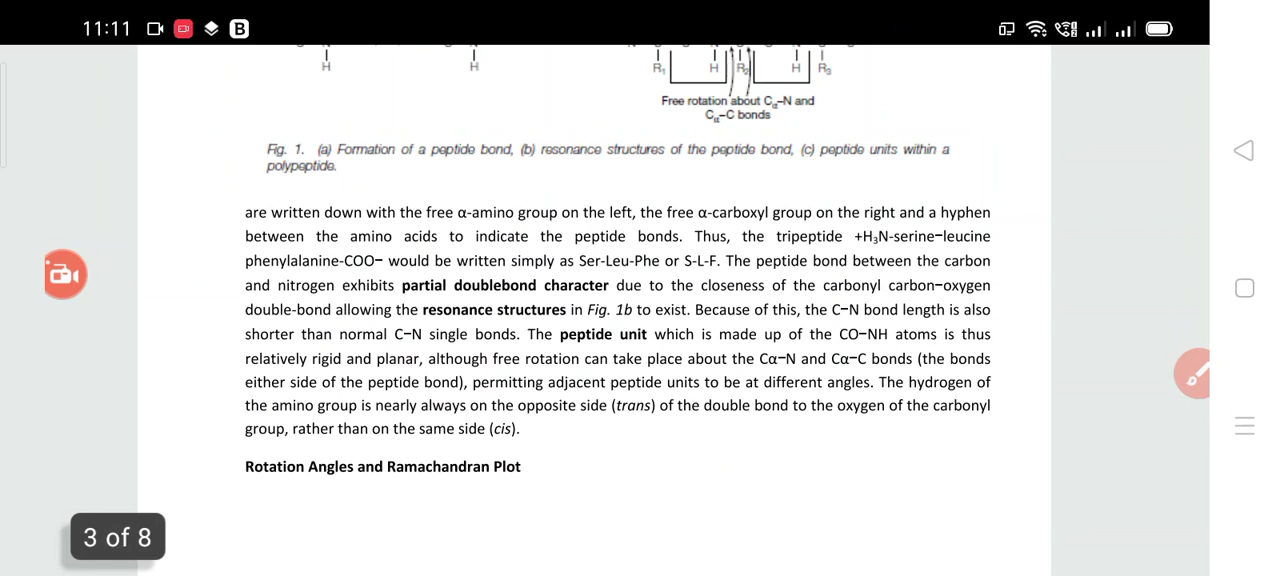 11:11 B
H H R₁ H R₂ H R₃
Free rotation about Cα–N and
Cα–C bonds
Fig. 1. (a) Formation of a peptide bond, (b) resonance structures of the peptide bond, (c) peptide units within a
polypeptide.
are written down with the free α-amino group on the left, the free α-carboxyl group on the right and a hyphen
between the amino acids to indicate the peptide bonds. Thus, the tripeptide +H₃N-serine–leucine
phenylalanine-COO– would be written simply as Ser-Leu-Phe or S-L-F. The peptide bond between the carbon
and nitrogen exhibits partial doublebond character due to the closeness of the carbonyl carbon–oxygen
double-bond allowing the resonance structures in Fig. 1b to exist. Because of this, the C–N bond length is also
shorter than normal C–N single bonds. The peptide unit which is made up of the CO–NH atoms is thus
relatively rigid and planar, although free rotation can take place about the Cα–N and Cα–C bonds (the bonds
either side of the peptide bond), permitting adjacent peptide units to be at different angles. The hydrogen of
the amino group is nearly always on the opposite side (trans) of the double bond to the oxygen of the carbonyl
group, rather than on the same side (cis).
Rotation Angles and Ramachandran Plot
3 of 8